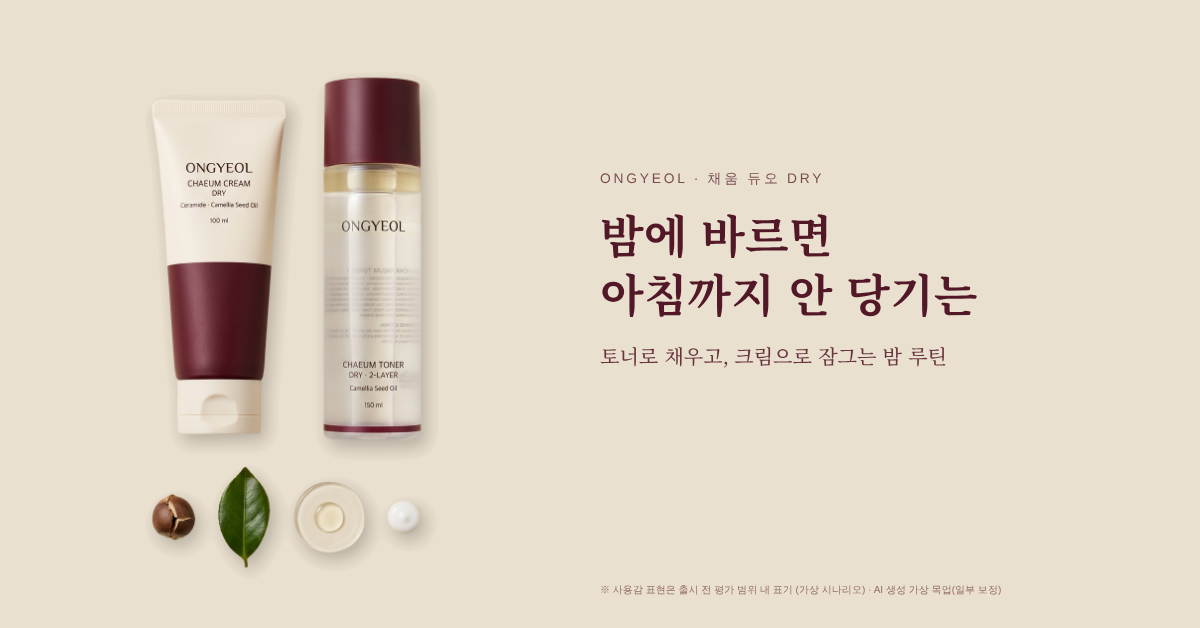 ONGYEOL
CHAEUM CREAM
DRY
Ceramide · Camellia Seed Oil
100 ml
ONGYEOL
CHAEUM TONER
DRY · 2-LAYER
Camellia Seed Oil
150 ml
ONGYEOL · 채움 듀오 DRY
밤에 바르면
아침까지 안 당기는
토너로 채우고, 크림으로 잠그는 밤 루틴
※ 사용감 표현은 출시 전 평가 범위 내 표기 (가상 시나리오) · AI 생성 가상 목업(일부 보정)